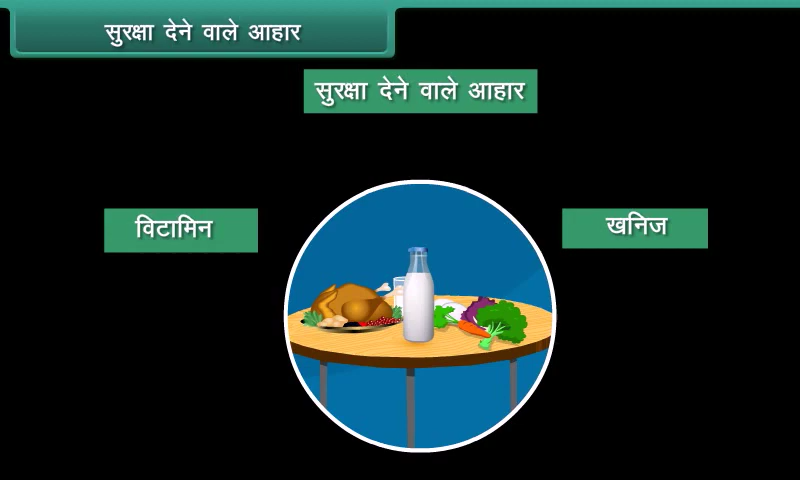 सुरक्षा देने वाले आहार
सुरक्षा देने वाले आहार
विटामिन
खनिज